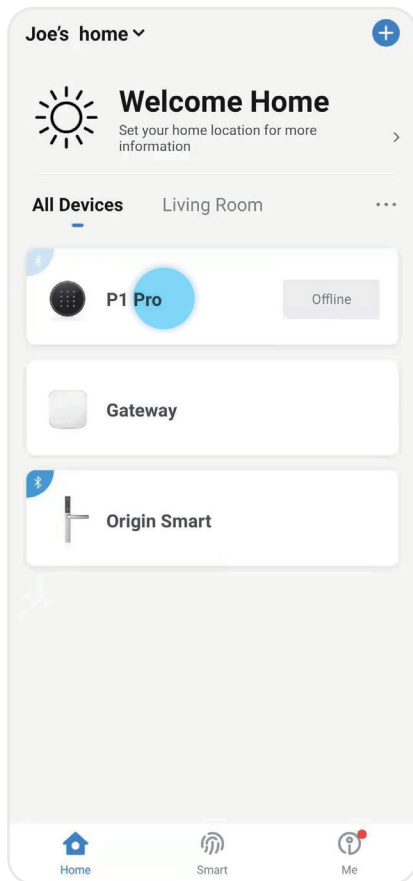 Joe's home
Welcome Home
Set your home location for more
information
All Devices
Living Room
P1 Pro
Offline
Gateway
Origin Smart
Home
Smart
Me